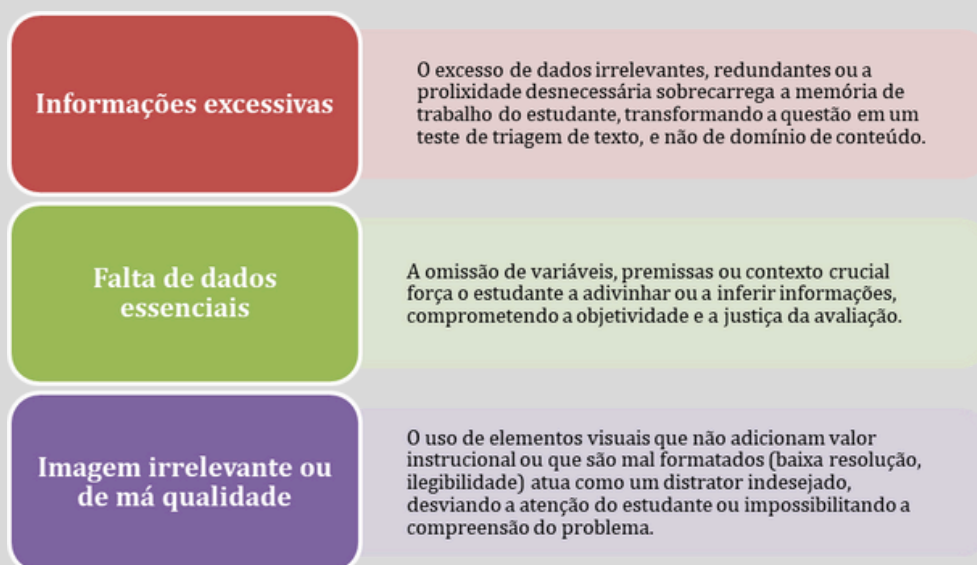 Informações excessivas
O excesso de dados irrelevantes, redundantes ou a
prolixidade desnecessária sobrecarrega a memória de
trabalho do estudante, transformando a questão em um
teste de triagem de texto, e não de domínio de conteúdo.
Falta de dados
essenciais
A omissão de variáveis, premissas ou contexto crucial
força o estudante a adivinhar ou a inferir informações,
comprometendo a objetividade e a justiça da avaliação.
Imagem irrelevante ou
de má qualidade
O uso de elementos visuais que não adicionam valor
instrucional ou que são mal formatados (baixa resolução,
ilegibilidade) atua como um distrator indesejado,
desviando a atenção do estudante ou impossibilitando a
compreensão do problema.